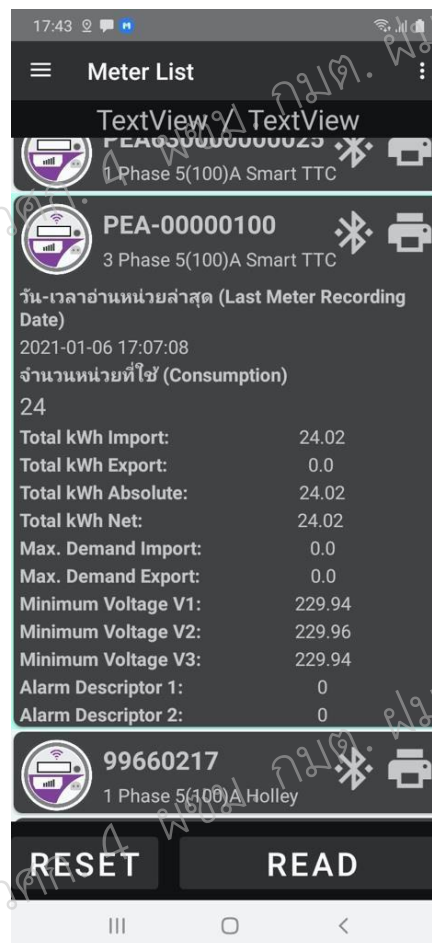 17:43
Meter List
TextView / TextView
PEA630000000025
1 Phase 5(100)A Smart TTC
PEA-00000100
3 Phase 5(100)A Smart TTC
วัน-เวลาอ่านหน่วยล่าสุด (Last Meter Recording
Date)
2021-01-06 17:07:08
จำนวนหน่วยที่ใช้ (Consumption)
24
Total kWh Import: 24.02
Total kWh Export: 0.0
Total kWh Absolute: 24.02
Total kWh Net: 24.02
Max. Demand Import: 0.0
Max. Demand Export: 0.0
Minimum Voltage V1: 229.94
Minimum Voltage V2: 229.96
Minimum Voltage V3: 229.94
Alarm Descriptor 1: 0
Alarm Descriptor 2: 0
99660217
1 Phase 5(100)A Holley
RESET READ